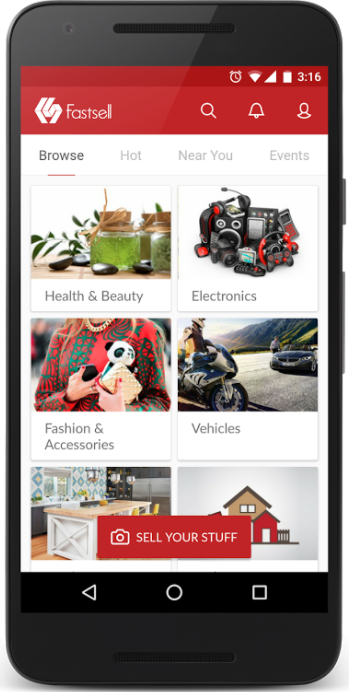 3:16
Fastsell
Browse Hot Near You Events
Health & Beauty
Electronics
Fashion &
Accessories
Vehicles
SELL YOUR STUFF